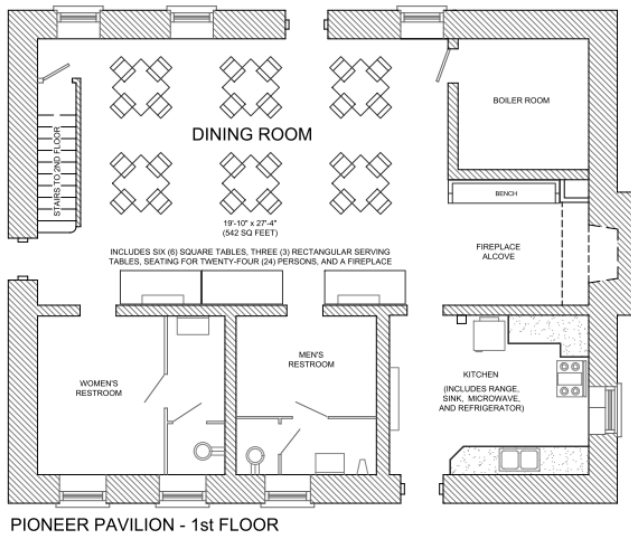 BOILER ROOM
DINING ROOM
STAIRS TO 2ND FLOOR
BENCH
19'-10" x 27'-4"
(542 SQ FEET)
INCLUDES SIX (6) SQUARE TABLES, THREE (3) RECTANGULAR SERVING
TABLES, SEATING FOR TWENTY-FOUR (24) PERSONS, AND A FIREPLACE
FIREPLACE
ALCOVE
WOMEN'S
RESTROOM
MEN'S
RESTROOM
KITCHEN
(INCLUDES RANGE,
SINK, MICROWAVE,
AND REFRIGERATOR)
PIONEER PAVILION - 1st FLOOR